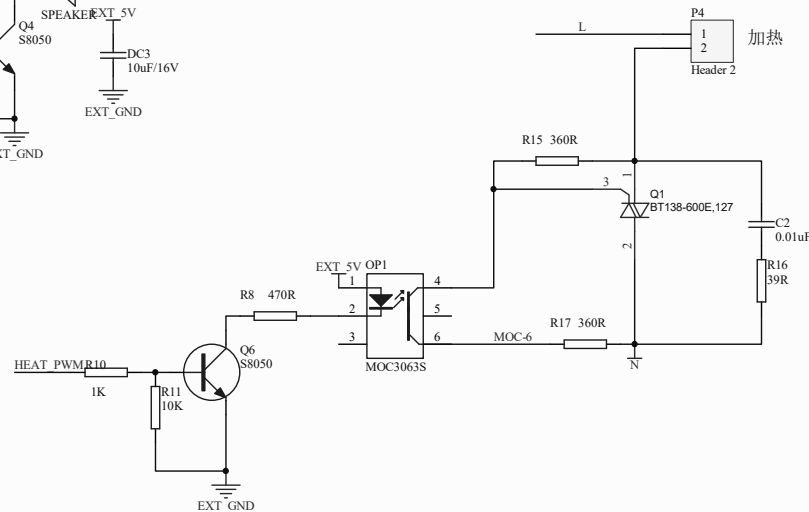 SPEAKER
EXT_5V
Q4
S8050
DC3
10uF/16V
EXT_GND
XT_GND
P4
L
1
2
加热
Header 2
R15 360R
1
3
Q1
BT138-600E,127
2
C2
0.01uF
R16
39R
EXT_5V OP1
R8 470R
1
2
3
4
5
6
MOC-6
R17 360R
MOC3063S
N
HEAT_PWM R10
1K
R11
10K
Q6
S8050
EXT_GND